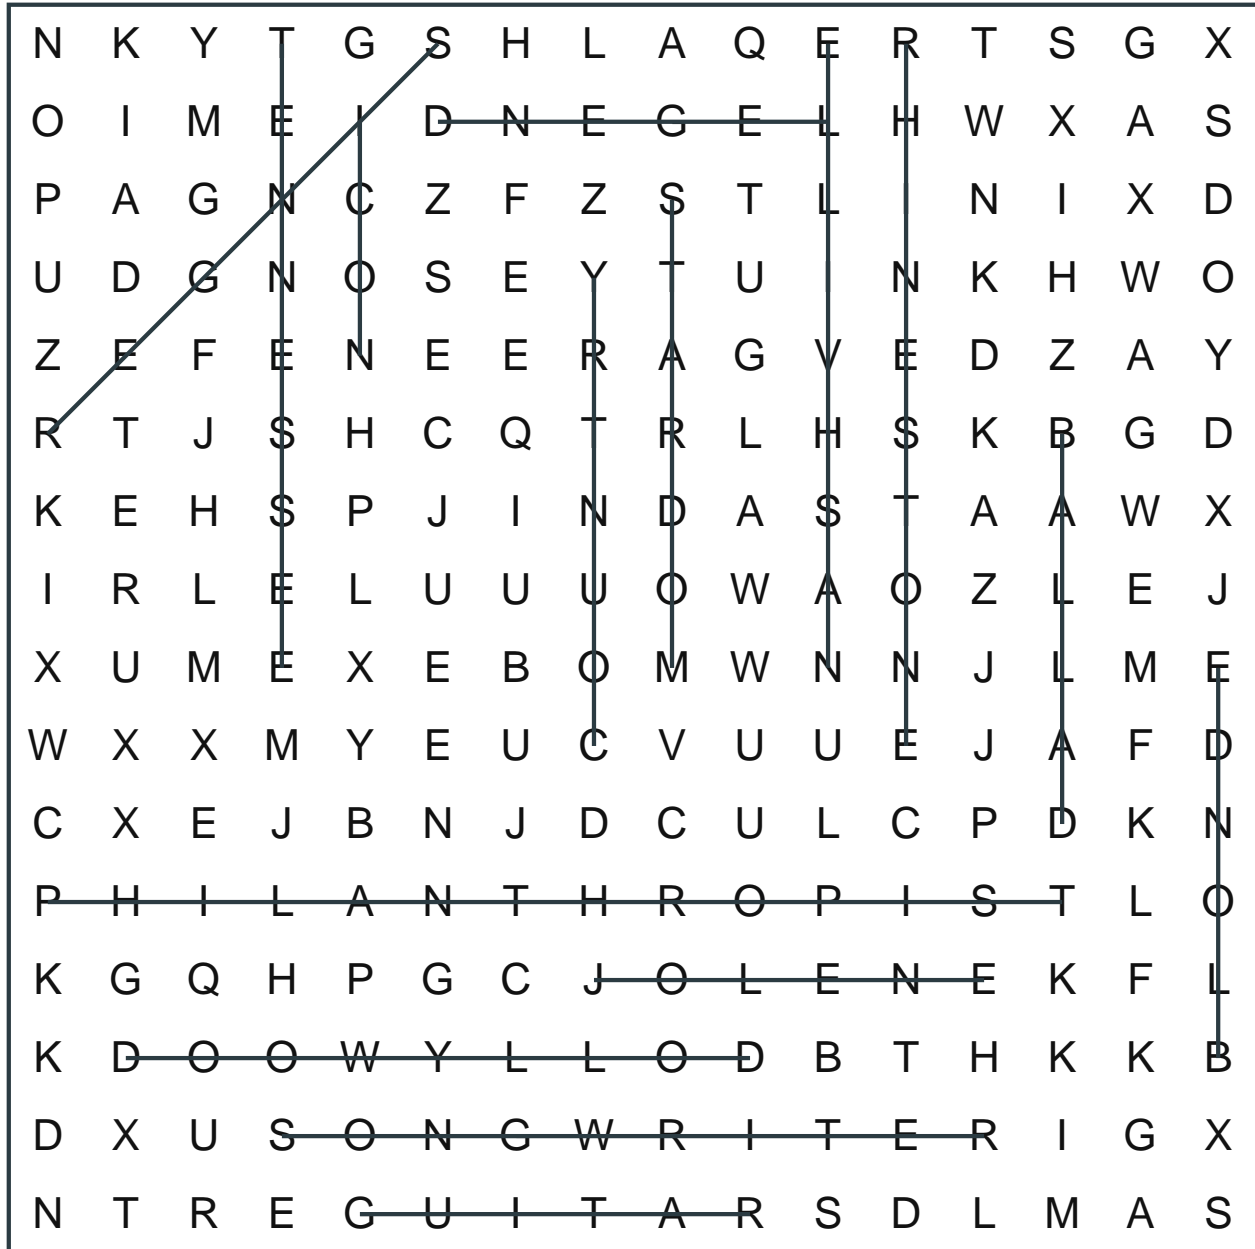 N K Y T G S H L A Q E R T S G X
O I M E I D N E G E L H W X A S
P A G N C Z F Z S T L I N I X D
U D G N O S E Y T U I N K H W O
Z E F E N E E R A G V E D Z A Y
R T J S H C Q T R L H S K B G D
K E H S P J I N D A S T A A W X
I R L E L U U U O W A O Z L E J
X U M E X E B O M W N N J L M E
W X X M Y E U C V U U E J A F D
C X E J B N J D C U L C P D K N
P H I L A N T H R O P I S T L O
K G Q H P G C J O L E N E K F L
K D O O W Y L L O D B T H K K B
D X U S O N G W R I T E R I G X
N T R E G U I T A R S D L M A S